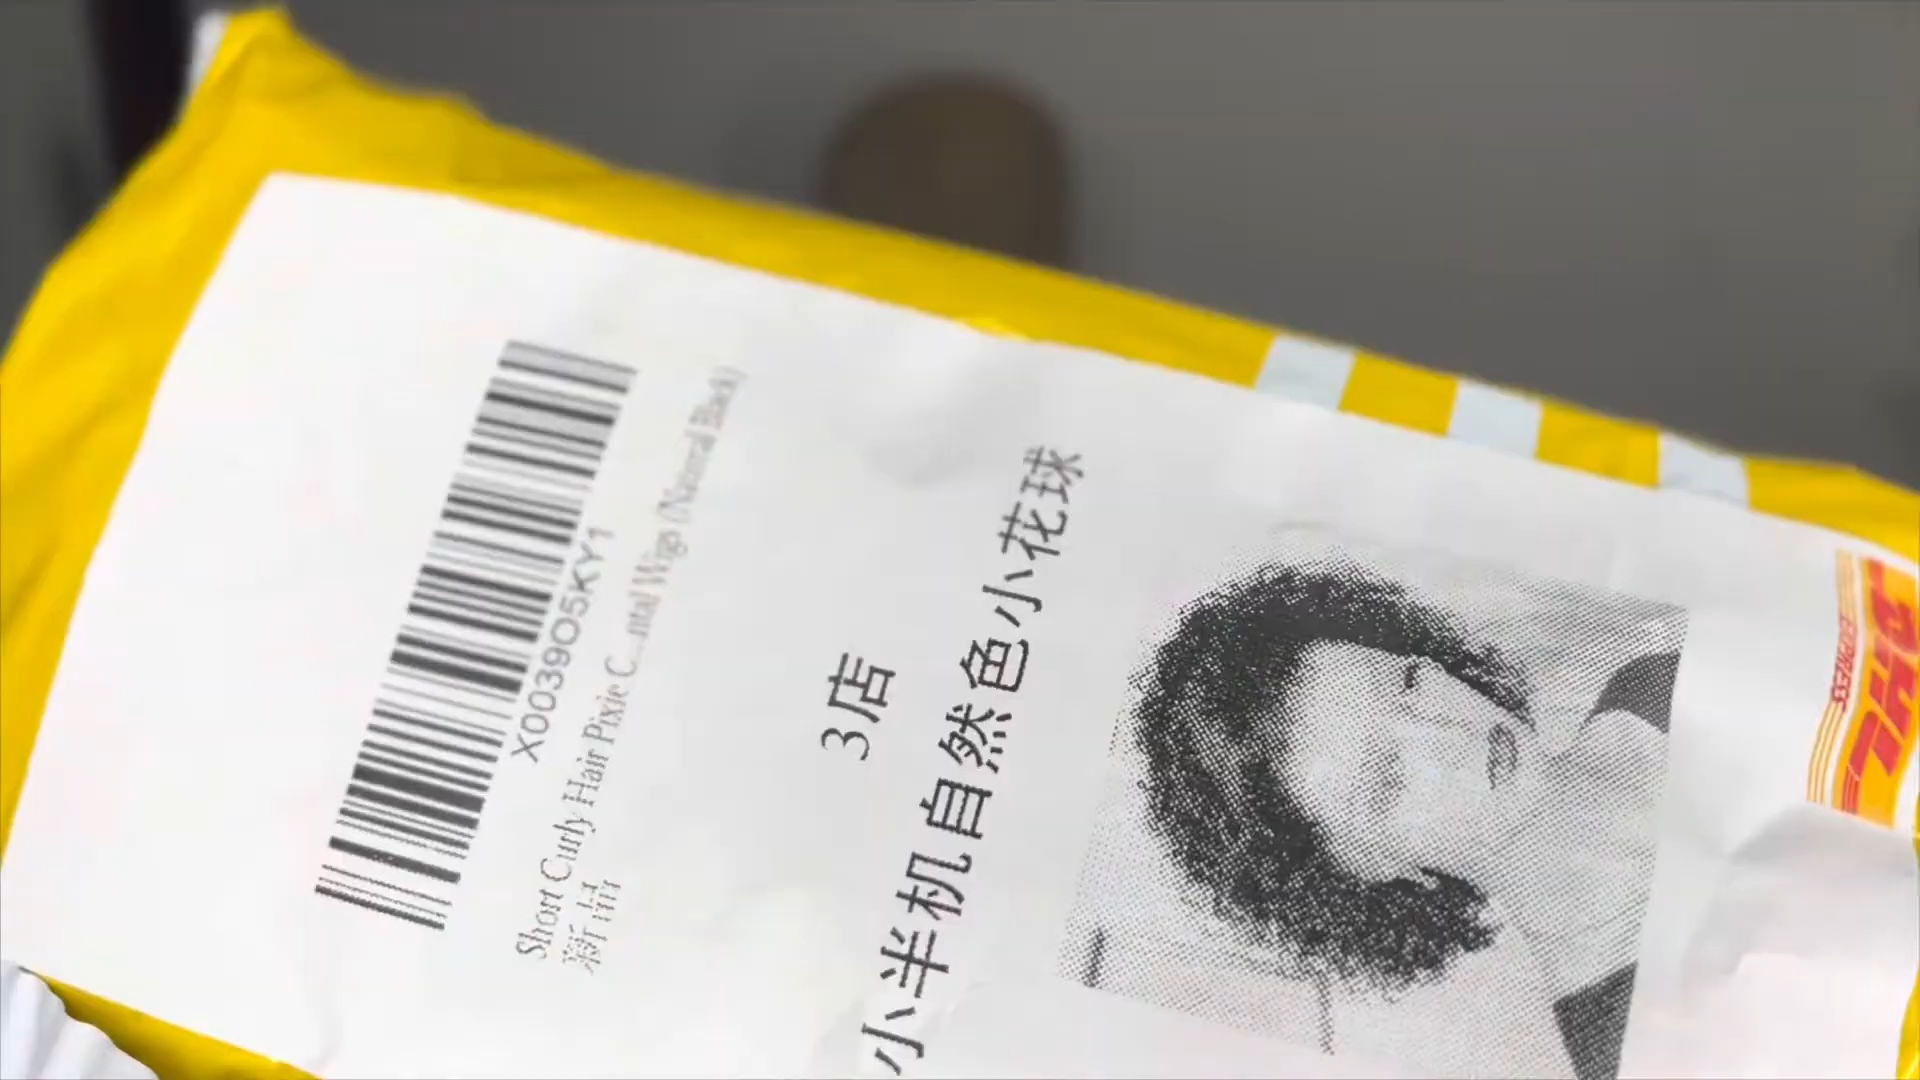 X0039O5KY1
Short Curly Hair Pixie C...ntal Wigs (Natural Black)
新品
3店
小半机自然色小花球
DHL